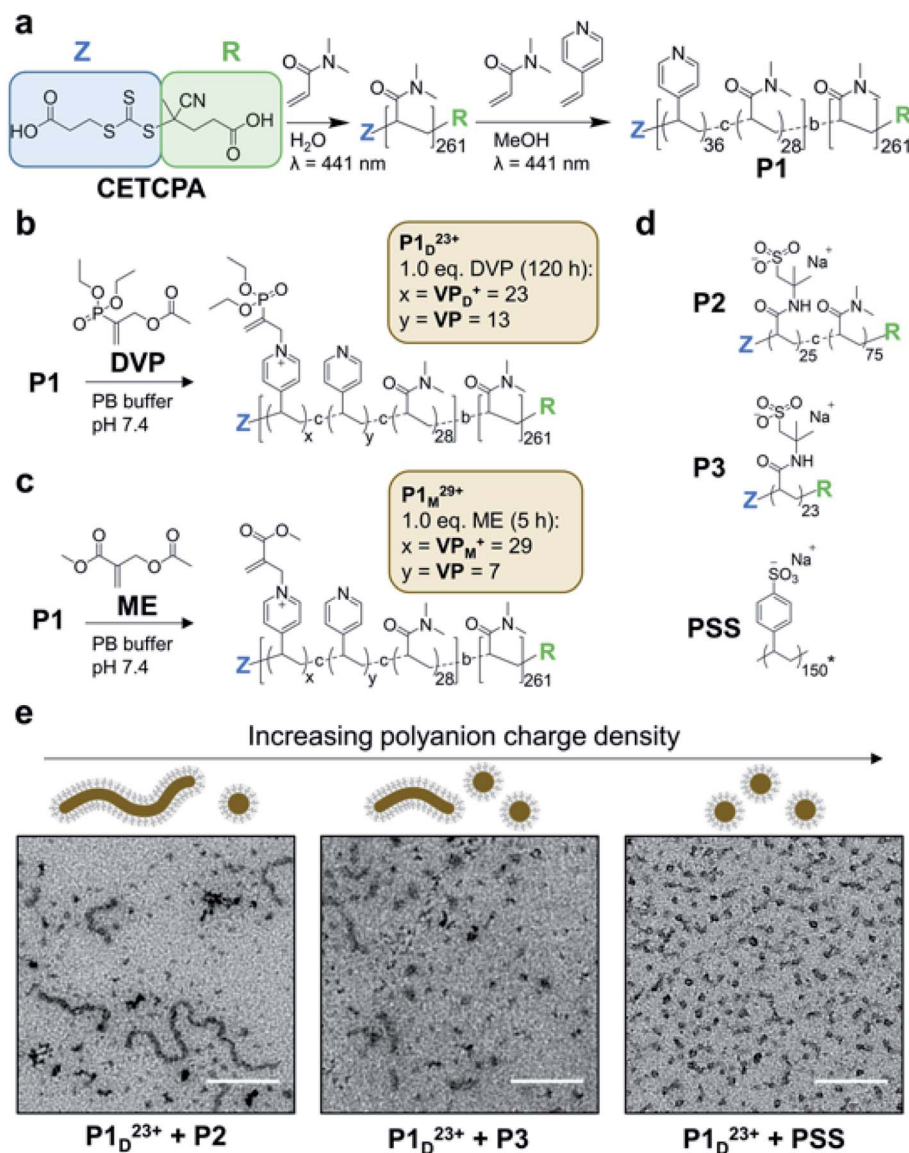 a
Z
R
HO
O
S
S
S
CN
OH
O
CETCPA
O
N
H₂O
λ = 441 nm
O
N
Z
R
261
O
N
N
MeOH
λ = 441 nm
N
O
N
O
N
Z
36
c
28
b
261
R
P1
b
O
O
P
O
O
O
DVP
P1
PB buffer
pH 7.4
P1D²³⁺
1.0 eq. DVP (120 h):
x = VPD⁺ = 23
y = VP = 13
O
O
P
O
N
+
N
O
N
O
N
Z
x
c
y
c
28
b
261
R
c
O
O
O
O
ME
P1
PB buffer
pH 7.4
P1M²⁹⁺
1.0 eq. ME (5 h):
x = VPM⁺ = 29
y = VP = 7
O
O
N
+
N
O
N
O
N
Z
x
c
y
c
28
b
261
R
d
P2
O
O
S
⁻O
Na⁺
O
NH
O
N
Z
25
c
75
R
P3
O
O
S
⁻O
Na⁺
O
NH
Z
23
R
PSS
Na⁺
SO₃⁻
150*
e
Increasing polyanion charge density
P1D²³⁺ + P2
P1D²³⁺ + P3
P1D²³⁺ + PSS